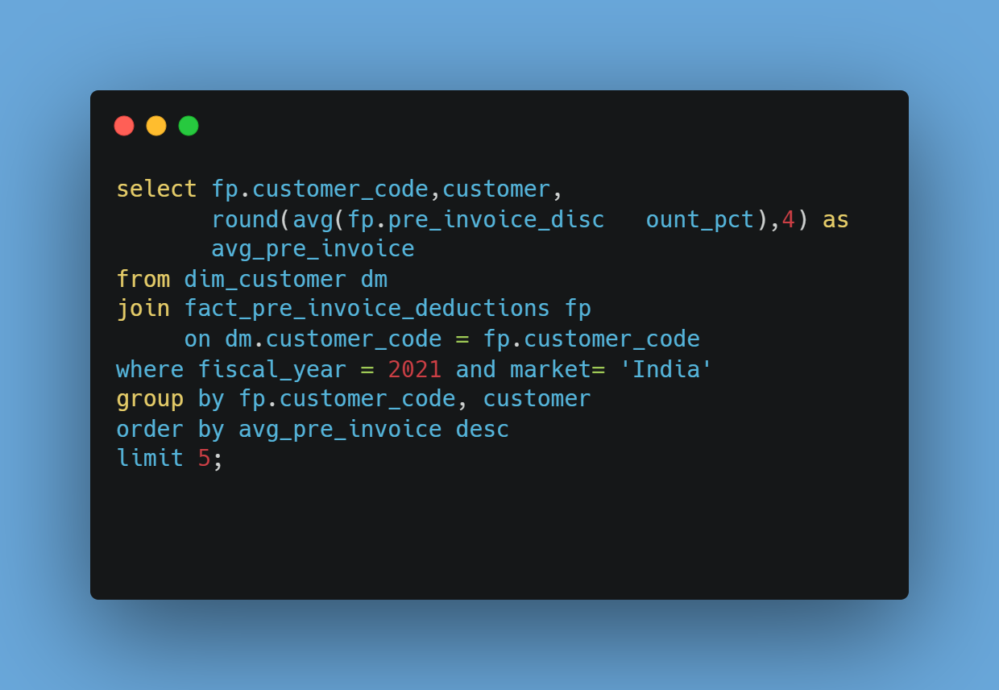 select fp.customer_code,customer,
       round(avg(fp.pre_invoice_disc   ount_pct),4) as
       avg_pre_invoice
from dim_customer dm
join fact_pre_invoice_deductions fp
     on dm.customer_code = fp.customer_code
where fiscal_year = 2021 and market= 'India'
group by fp.customer_code, customer
order by avg_pre_invoice desc
limit 5;